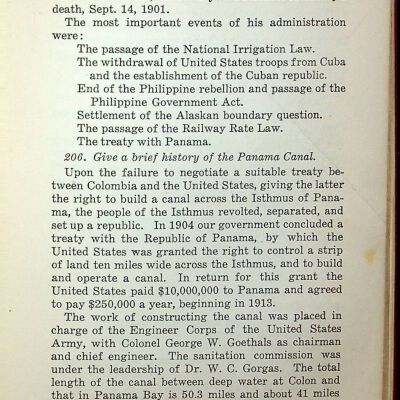 death, Sept. 14, 1901.
The most important events of his administration
were:
The passage of the National Irrigation Law.
The withdrawal of United States troops from Cuba
and the establishment of the Cuban republic.
End of the Philippine rebellion and passage of the
Philippine Government Act.
Settlement of the Alaskan boundary question.
The passage of the Railway Rate Law.
The treaty with Panama.
206. Give a brief history of the Panama Canal.
Upon the failure to negotiate a suitable treaty be-
tween Colombia and the United States, giving the latter
the right to build a canal across the Isthmus of Pana-
ma, the people of the Isthmus revolted, separated, and
set up a republic. In 1904 our government concluded a
treaty with the Republic of Panama, by which the
United States was granted the right to control a strip
of land ten miles wide across the Isthmus, and to build
and operate a canal. In return for this grant the
United States paid $10,000,000 to Panama and agreed
to pay $250,000 a year, beginning in 1913.
The work of constructing the canal was placed in
charge of the Engineer Corps of the United States
Army, with Colonel George W. Goethals as chairman
and chief engineer. The sanitation commission was
under the leadership of Dr. W. C. Gorgas. The total
length of the canal between deep water at Colon and
that in Panama Bay is 50.3 miles and about 41 miles